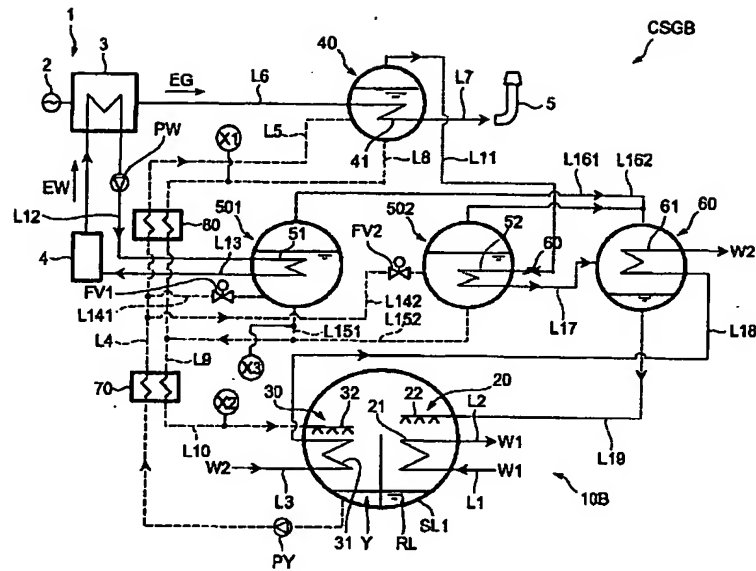 1
40
CSGB
2
3
EG
L6
L7
5
L5
X1
41
L8
L11
PW
EW
L161
L162
L12
80
501
51
502
52
61
60
L13
FV2
60
W2
4
FV1
L141
L142
L17
L151
L152
L18
L4
L9
X3
70
X2
30
32
20
21
22
L2
L10
W1
L19
W2
W1
L3
L1
10B
31
Y
RL
SL1
PY